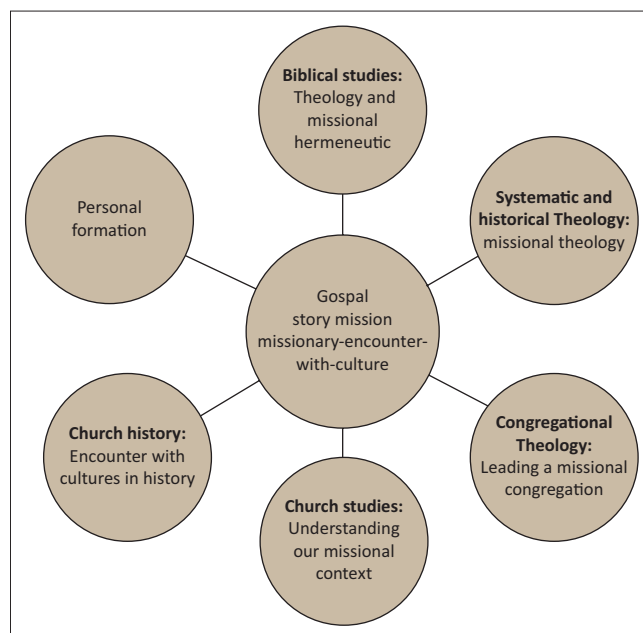 Biblical studies:
Theology and
missional
hermeneutic
Systematic and
historical Theology:
missional theology
Personal
formation
Gospal
story mission
missionary-encounter-
with-culture
Church history:
Encounter with
cultures in history
Congregational
Theology:
Leading a missional
congregation
Church studies:
Understanding
our missional
context